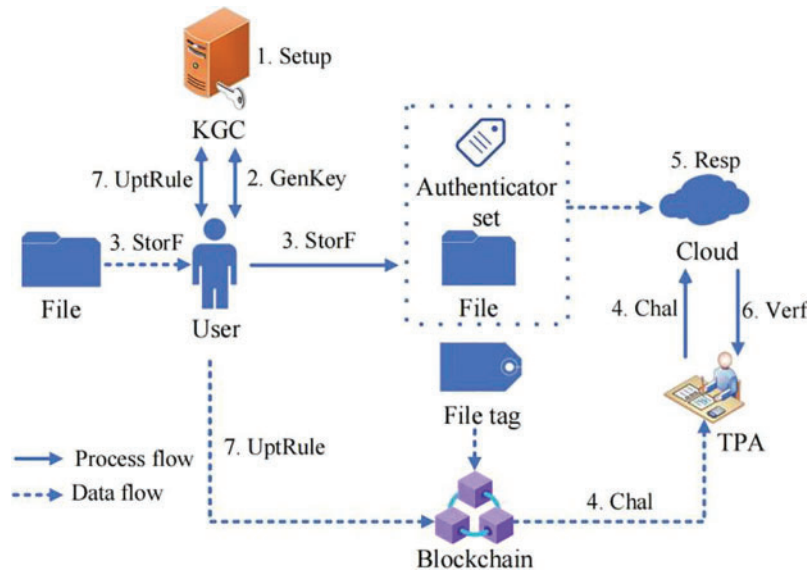 1. Setup
KGC
7. UptRule
2. GenKey
5. Resp
Authenticator
set
3. StorF
3. StorF
Cloud
File
User
File
4. Chal
6. Verf
File tag
TPA
7. UptRule
Process flow
Data flow
4. Chal
Blockchain